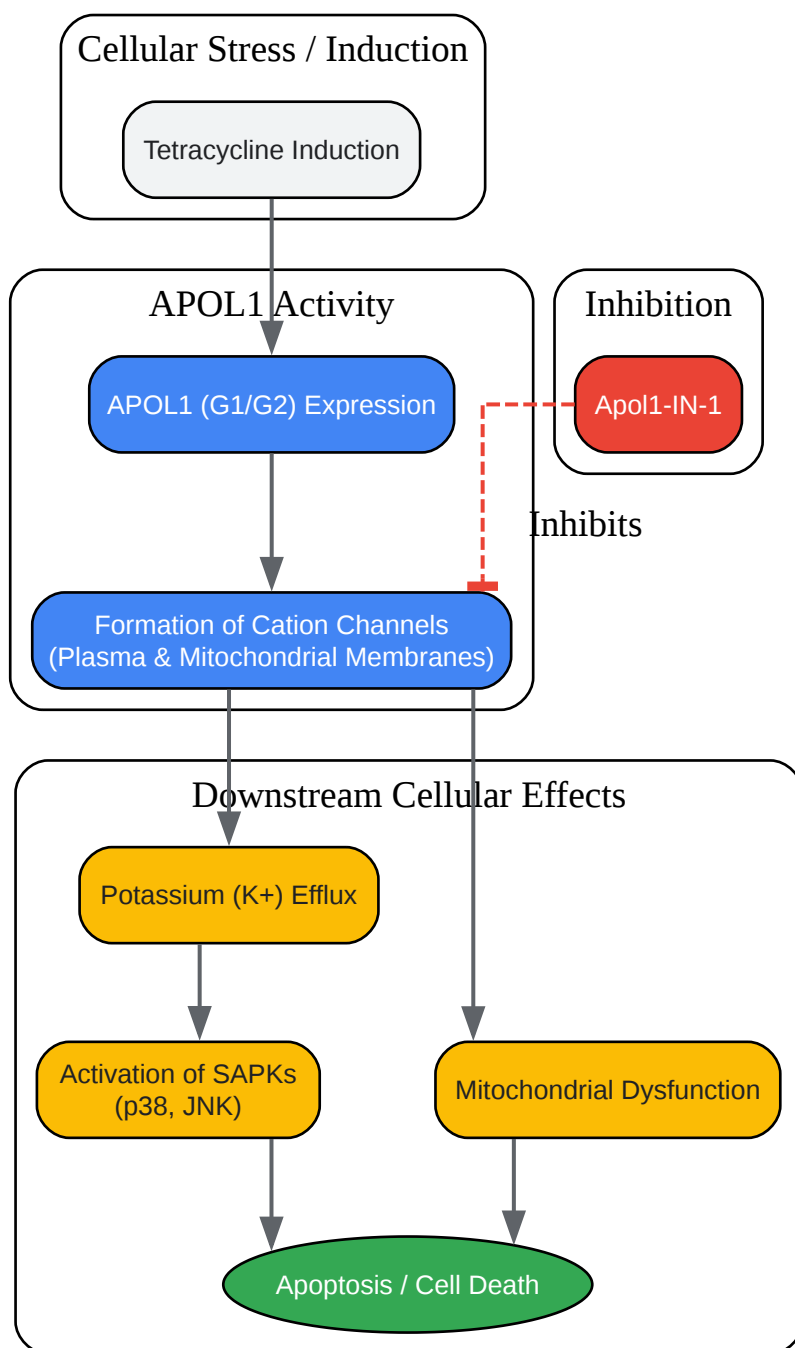 Cellular Stress / Induction
Tetracycline Induction
APOL1 Activity
Inhibition
APOL1 (G1/G2) Expression
Apol1-IN-1
Inhibits
Formation of Cation Channels
(Plasma & Mitochondrial Membranes)
Downstream Cellular Effects
Potassium (K+) Efflux
Activation of SAPKs
(p38, JNK)
Mitochondrial Dysfunction
Apoptosis / Cell Death